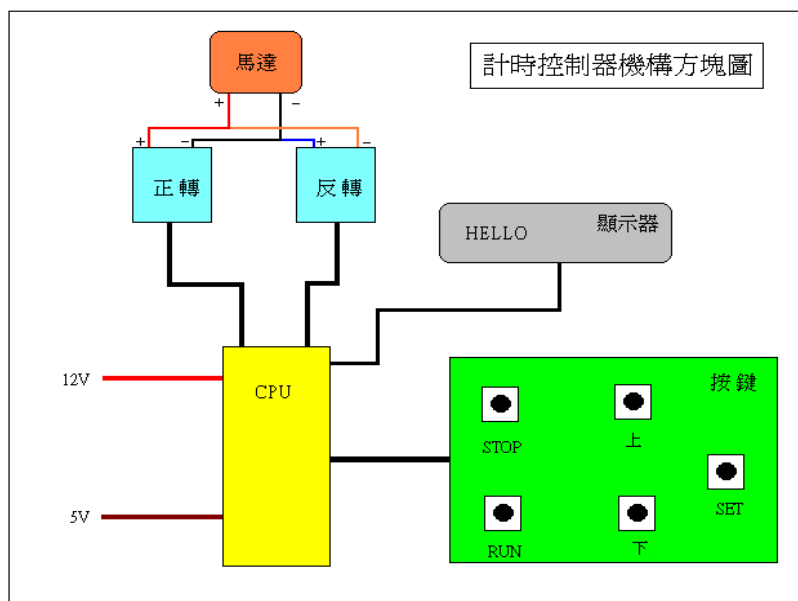 馬達
計時控制器機構方塊圖
+ −
+ − + −
正轉 反轉
HELLO 顯示器
12V
CPU
按鍵
STOP 上
SET
5V
RUN 下